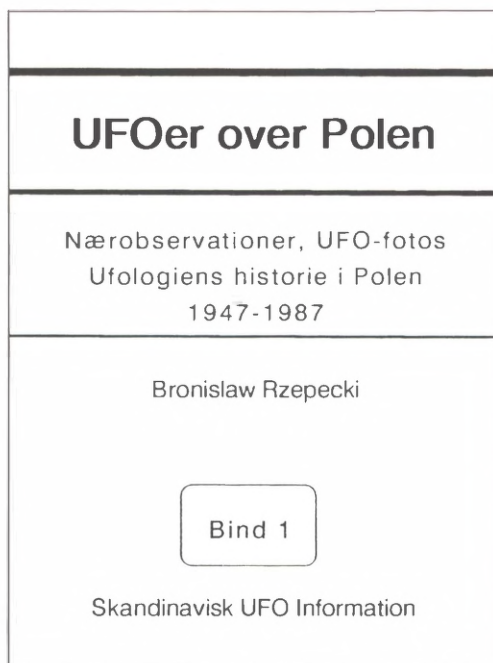 UFOer over Polen
Nærobservationer, UFO-fotos
Ufologiens historie i Polen
1947-1987
Bronislaw Rzepecki
Bind 1
Skandinavisk UFO Information